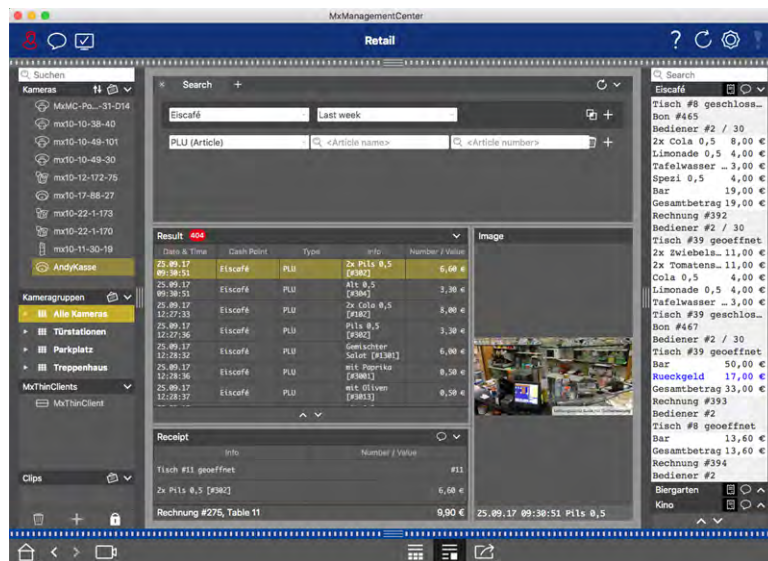 MxManagementCenter
Retail
Suchen
Kameras
MxMC-Po...-31-D14
mx10-10-38-40
mx10-10-49-101
mx10-10-49-30
mx10-12-172-75
mx10-17-88-27
mx10-22-1-173
mx10-22-1-170
mx10-11-30-19
AndyKasse
Kameragruppen
Alle Kameras
Türstationen
Parkplatz
Treppenhaus
MxThinClients
MxThinClient
Clips
Search
Eiscafé Last week
PLU (Article) <Article name> <Article number>
Result 404
Date & Time Cash Point Type Info Number / Value
25.09.17 09:30:51 Eiscafé PLU 2x Pils 0,5 [#302] 6,60 €
25.09.17 09:30:51 Eiscafé PLU Alt 0,5 [#304] 3,30 €
25.09.17 12:27:33 Eiscafé PLU 2x Cola 0,5 [#102] 8,00 €
25.09.17 12:27:36 Eiscafé PLU Pils 0,5 [#302] 3,30 €
25.09.17 12:28:32 Eiscafé PLU Gemischter Salat [#1301] 6,00 €
25.09.17 12:28:36 Eiscafé PLU mit Paprika [#3001] 0,50 €
25.09.17 12:28:37 Eiscafé PLU mit Oliven [#3013] 0,50 €
Receipt
Info Number / Value
Tisch #11 geoeffnet #11
2x Pils 0,5 [#302] 6,60 €
Rechnung #275, Table 11 9,90 €
Image
25.09.17 09:30:51 Pils 0,5
Search
Eiscafé
Tisch #8 geschloss...
Bon #465
Bediener #2 / 30
2x Cola 0,5 8,00 €
Limonade 0,5 4,00 €
Tafelwasser ... 3,00 €
Spezi 0,5 4,00 €
Bar 19,00 €
Gesamtbetrag 19,00 €
Rechnung #392
Bediener #2 / 30
Tisch #39 geoeffnet
2x Zwiebels... 11,00 €
2x Tomatens... 11,00 €
Cola 0,5 4,00 €
Limonade 0,5 4,00 €
Tafelwasser ... 3,00 €
Tisch #39 geschlos...
Bon #467
Bediener #2 / 30
Tisch #39 geoeffnet
Bar 50,00 €
Rueckgeld 17,00 €
Gesamtbetrag 33,00 €
Rechnung #393
Bediener #2
Tisch #8 geoeffnet
Bar 13,60 €
Gesamtbetrag 13,60 €
Rechnung #394
Bediener #2
Biergarten
Kino